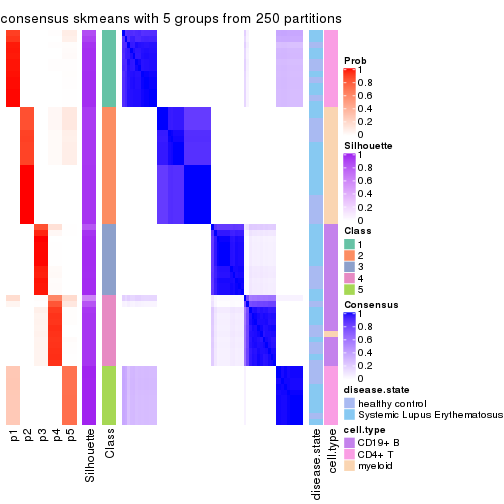 consensus skmeans with 5 groups from 250 partitions
Prob
1
0.8
0.6
0.4
0.2
0
Silhouette
1
0.8
0.6
0.4
0.2
0
Class
1
2
3
4
5
Consensus
1
0.8
0.6
0.4
0.2
0
disease.state
healthy control
Systemic Lupus Erythematosus
cell.type
CD19+ B
CD4+ T
myeloid
p1
p2
p3
p4
p5
Silhouette
Class
disease.state
cell.type